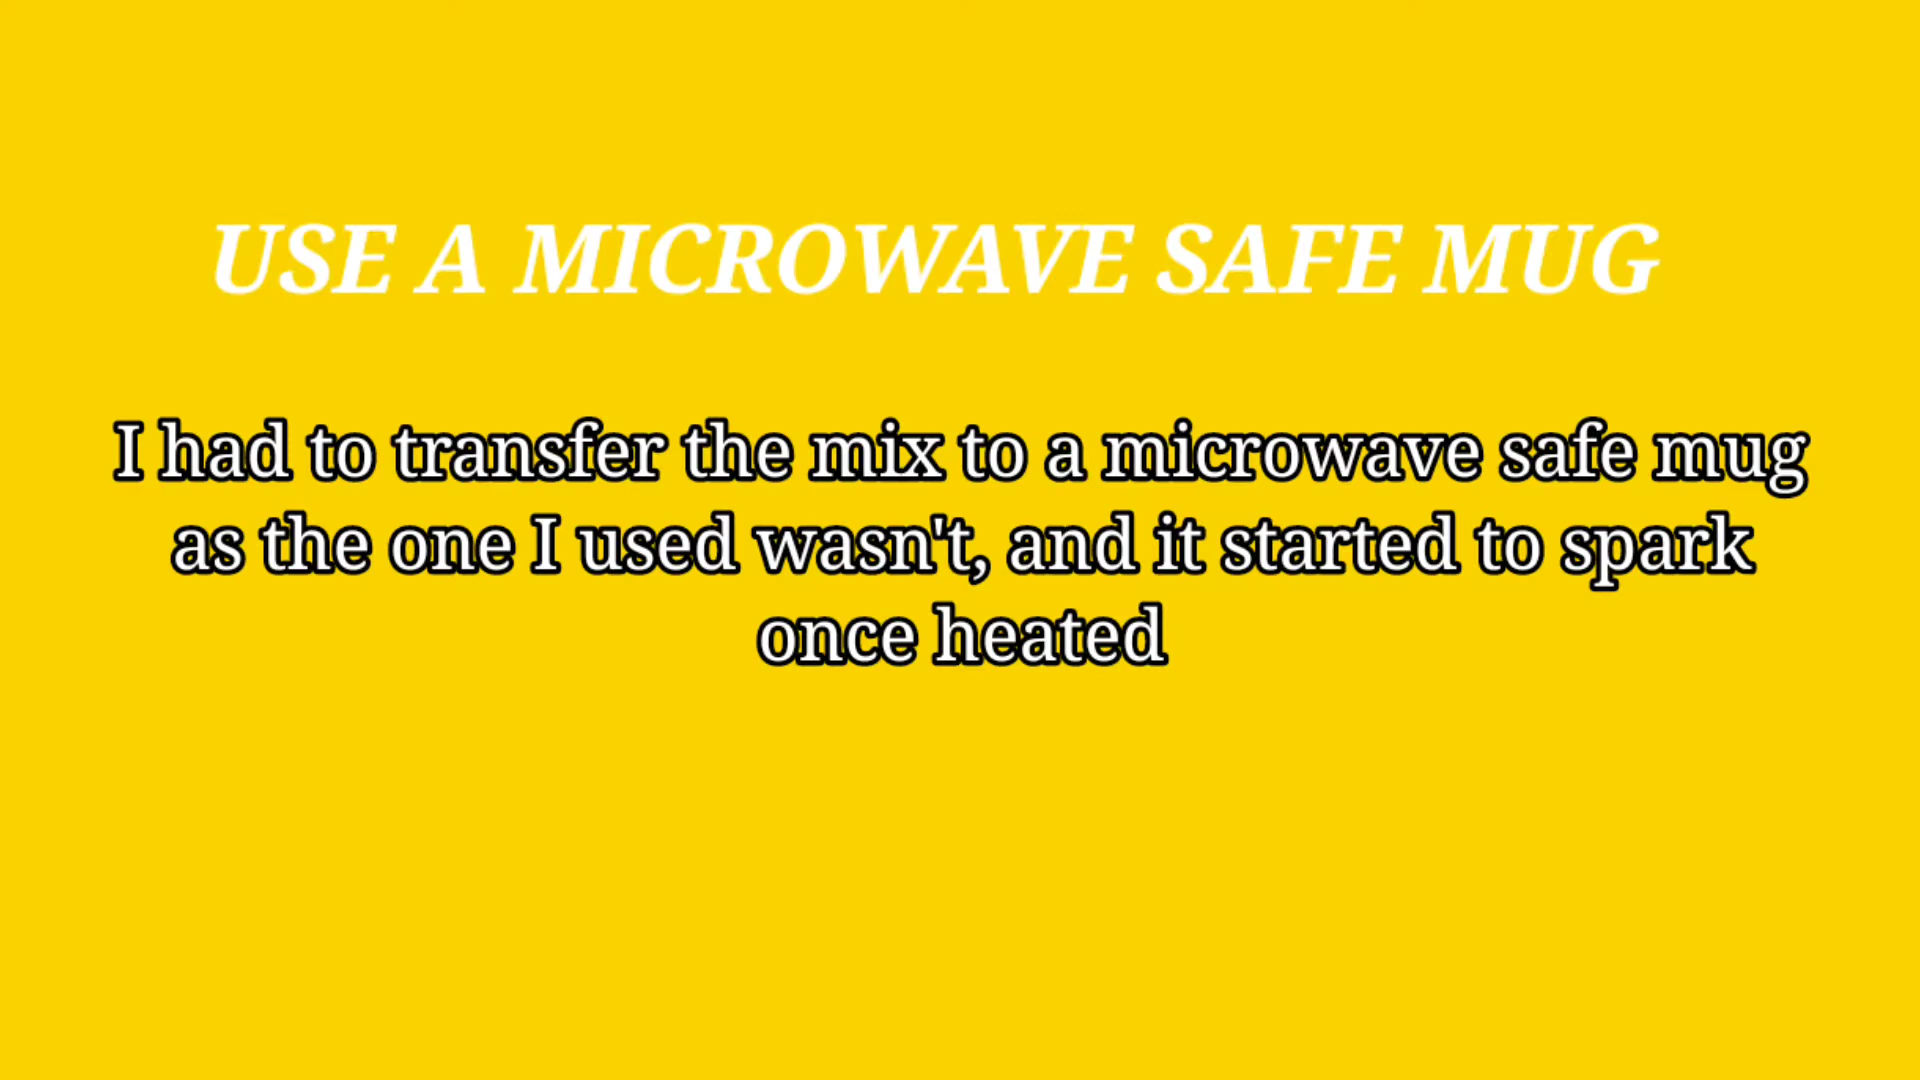 USE A MICROWAVE SAFE MUG
I had to transfer the mix to a microwave safe mug
as the one I used wasn't, and it started to spark
once heated